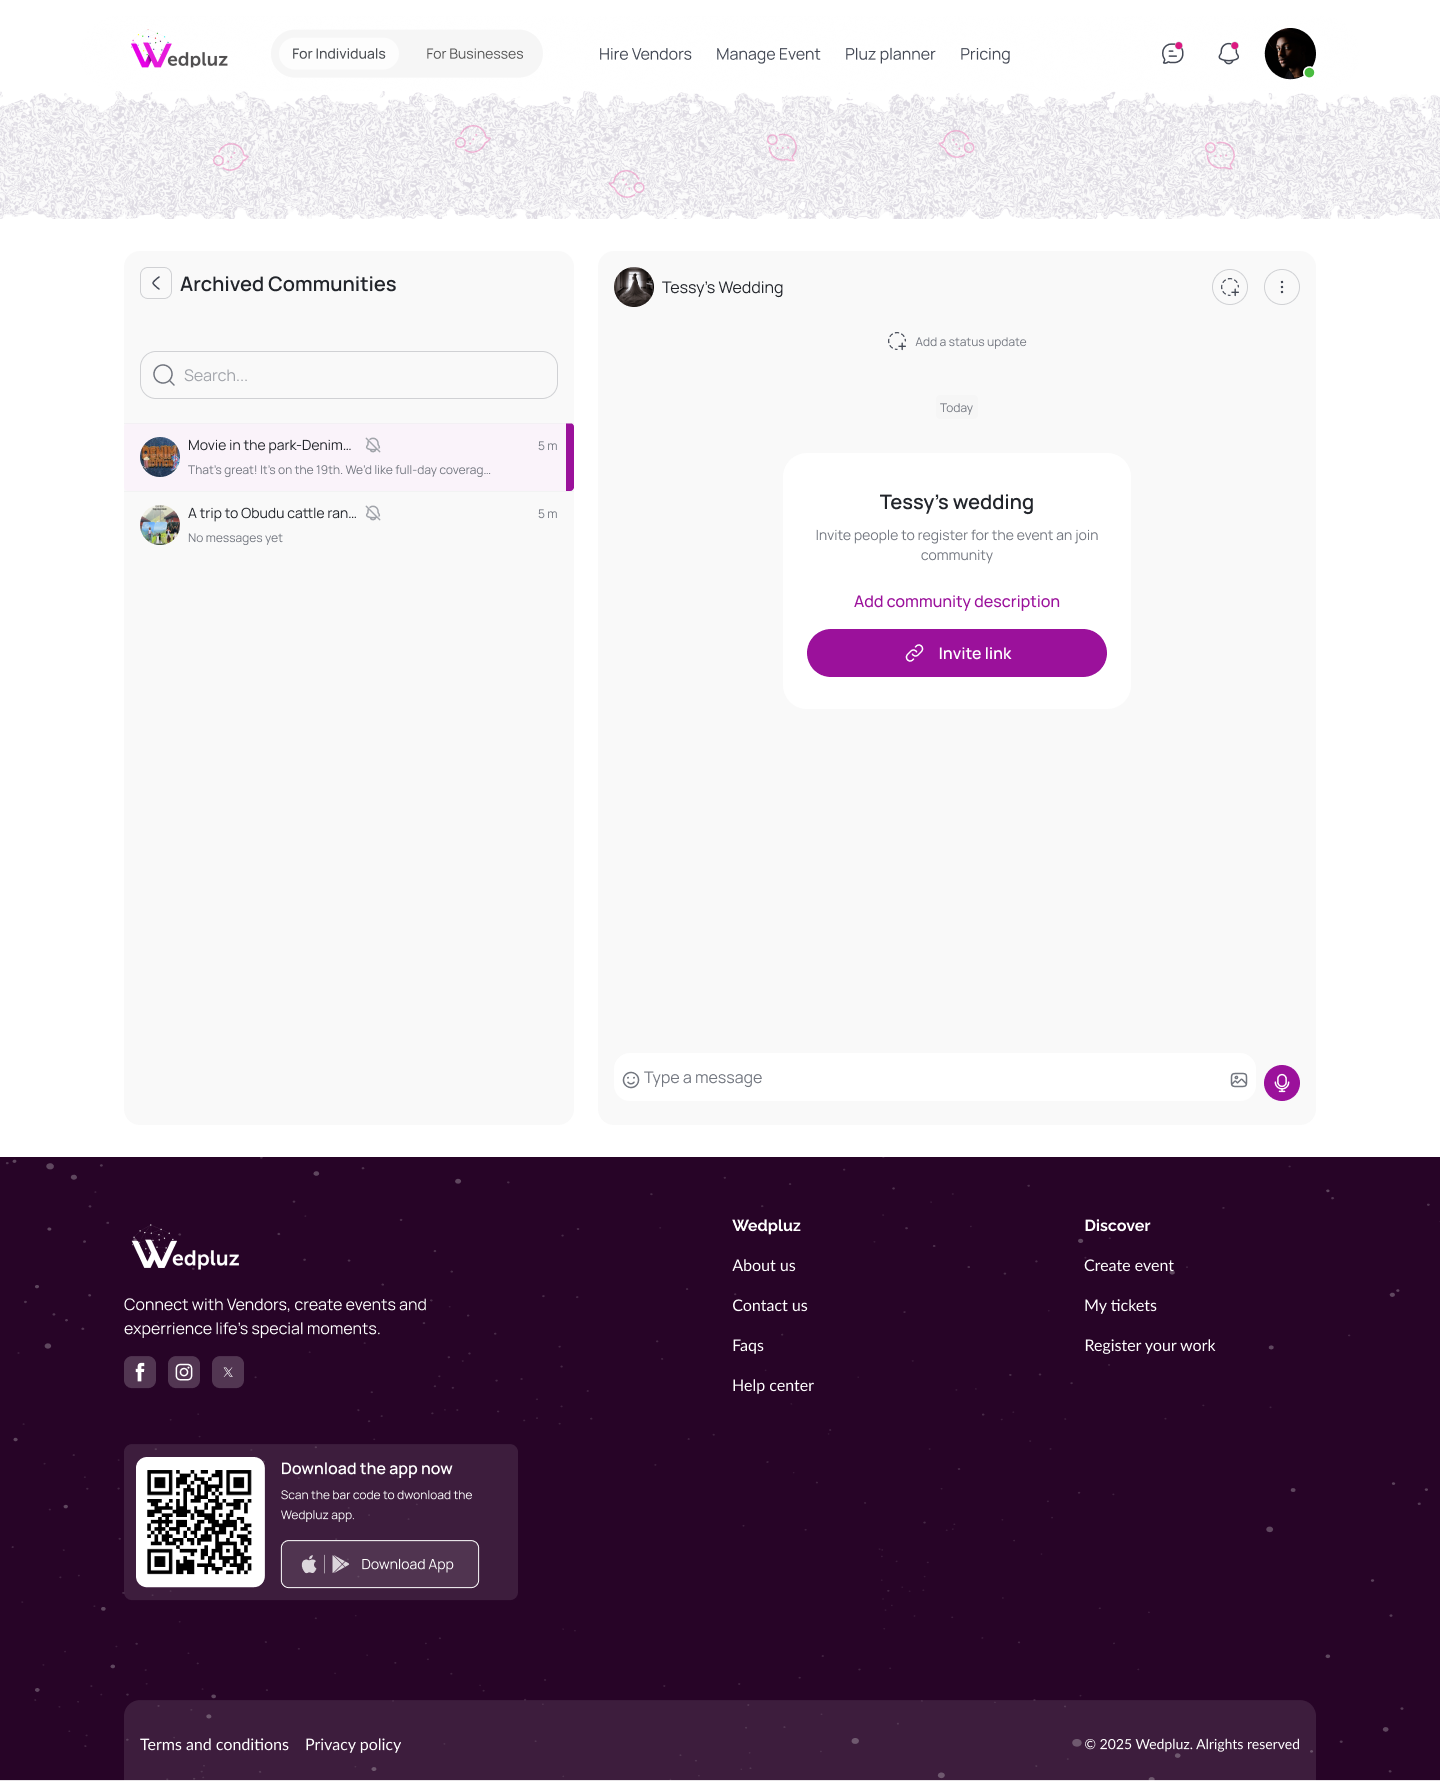 Wedpluz
For Individuals
For Businesses
Hire Vendors
Manage Event
Pluz planner
Pricing
Archived Communities
Search...
Movie in the park-Denim...
5 m
That's great! It's on the 19th. We'd like full-day coverag...
A trip to Obudu cattle ran...
5 m
No messages yet
Tessy's Wedding
Add a status update
Today
Tessy's wedding
Invite people to register for the event an join
community
Add community description
Invite link
Type a message
Wedpluz
Connect with Vendors, create events and
experrience life's special moments.
Download the app now
Scan the bar code to dwonload the
Wedpluz app.
Download App
Wedpluz
About us
Contact us
Faqs
Help center
Discover
Create event
My tickets
Register your work
Terms and conditions
Privacy policy
© 2025 Wedpluz. Alrights reserved